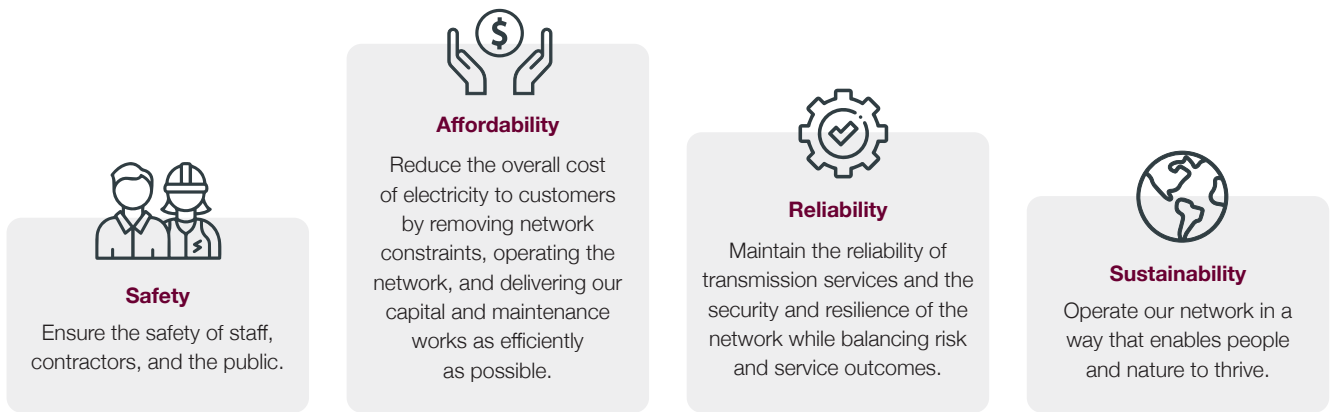 Safety
Ensure the safety of staff,
contractors, and the public.
$
Affordability
Reduce the overall cost
of electricity to customers
by removing network
constraints, operating the
network, and delivering our
capital and maintenance
works as efficiently
as possible.
Reliability
Maintain the reliability of
transmission services and the
security and resilience of the
network while balancing risk
and service outcomes.
Sustainability
Operate our network in a
way that enables people
and nature to thrive.